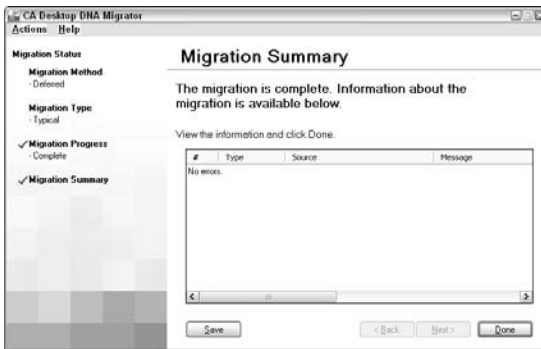 CA Desktop DNA Migrator
Actions Help
Migration Status
Migration Method
- Deferred
Migration Type
- Typical
Migration Progress
- Complete
Migration Summary
Migration Summary
The migration is complete. Information about the
migration is available below.
View the information and click Done.
# Type Source Message
No errors.
Save < Back Next > Done